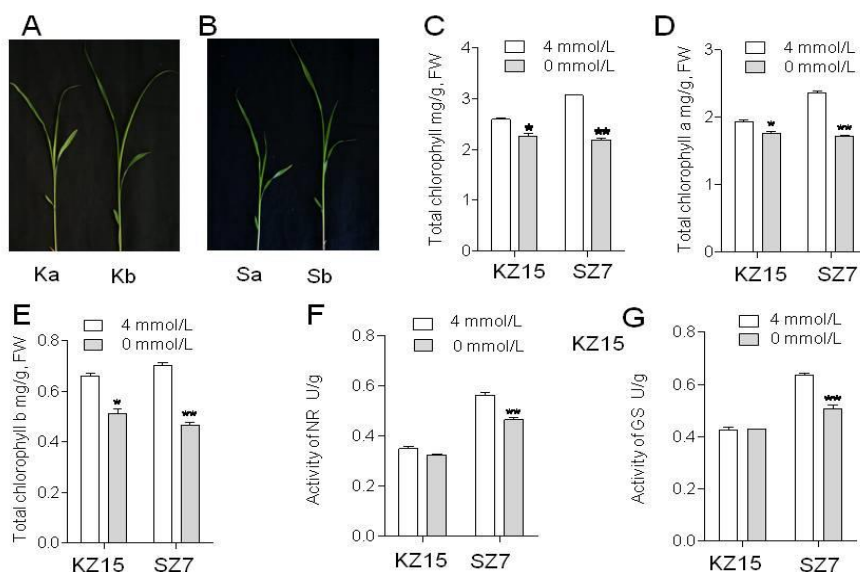 A
B
Ka
Kb
Sa
Sb
C
4 mmol/L
0 mmol/L
Total chlorophyll mg/g, FW
4
3
2
1
0
*
**
KZ15
SZ7
D
4 mmol/L
0 mmol/L
Total chlorophyll a mg/g, FW
3
2
1
0
*
**
KZ15
SZ7
E
4 mmol/L
0 mmol/L
Total chlorophyll b mg/g, FW
0.8
0.6
0.4
0.2
0.0
*
**
KZ15
SZ7
F
4 mmol/L
0 mmol/L
Activity of NR U/g
0.8
0.6
0.4
0.2
0.0
**
KZ15
SZ7
KZ15
G
4 mmol/L
0 mmol/L
Activity of GS U/g
0.8
0.6
0.4
0.2
0.0
**
KZ15
SZ7